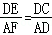 DE/AF = DC/AD